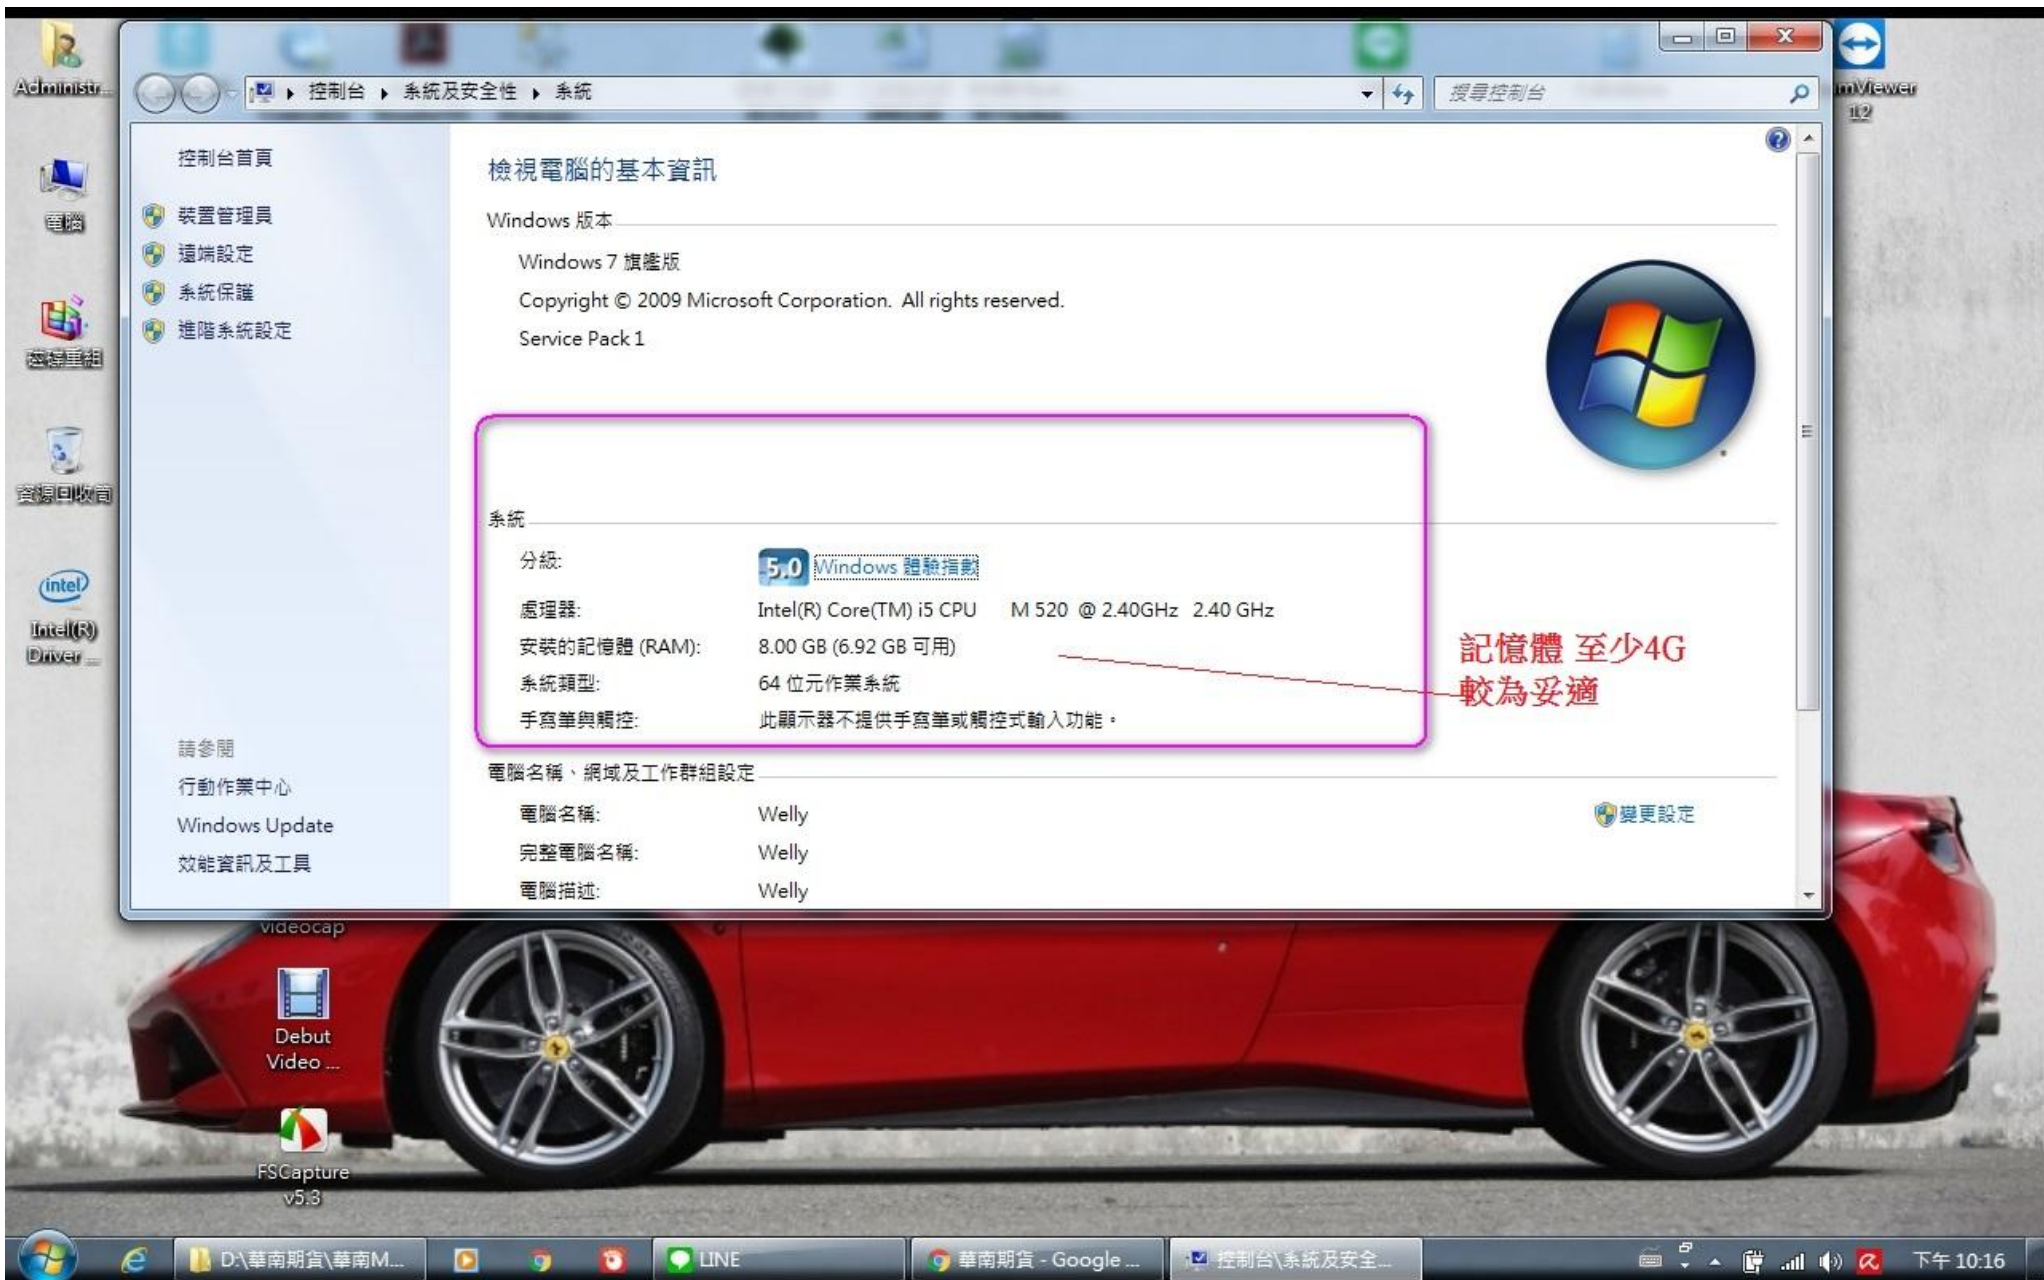 Administr...
mViewer
12
控制台 ▸ 系統及安全性 ▸ 系統
搜尋控制台
電腦
磁碟重組
資源回收筒
intel
Intel(R)
Driver ...
控制台首頁
裝置管理員
遠端設定
系統保護
進階系統設定
請參閱
行動作業中心
Windows Update
效能資訊及工具
檢視電腦的基本資訊
Windows 版本
Windows 7 旗艦版
Copyright © 2009 Microsoft Corporation. All rights reserved.
Service Pack 1
系統
分級: 5.0 Windows 體驗指數
處理器: Intel(R) Core(TM) i5 CPU M 520 @ 2.40GHz 2.40 GHz
安裝的記憶體 (RAM): 8.00 GB (6.92 GB 可用)
系統類型: 64 位元作業系統
手寫筆與觸控: 此顯示器不提供手寫筆或觸控式輸入功能。
記憶體 至少4G
較為妥適
電腦名稱、網域及工作群組設定
電腦名稱: Welly
變更設定
完整電腦名稱: Welly
電腦描述: Welly
videocap
Debut
Video ...
FSCapture
v5.3
D:\華南期貨\華南M...
LINE
華南期貨 - Google ...
控制台\系統及安全...
下午 10:16